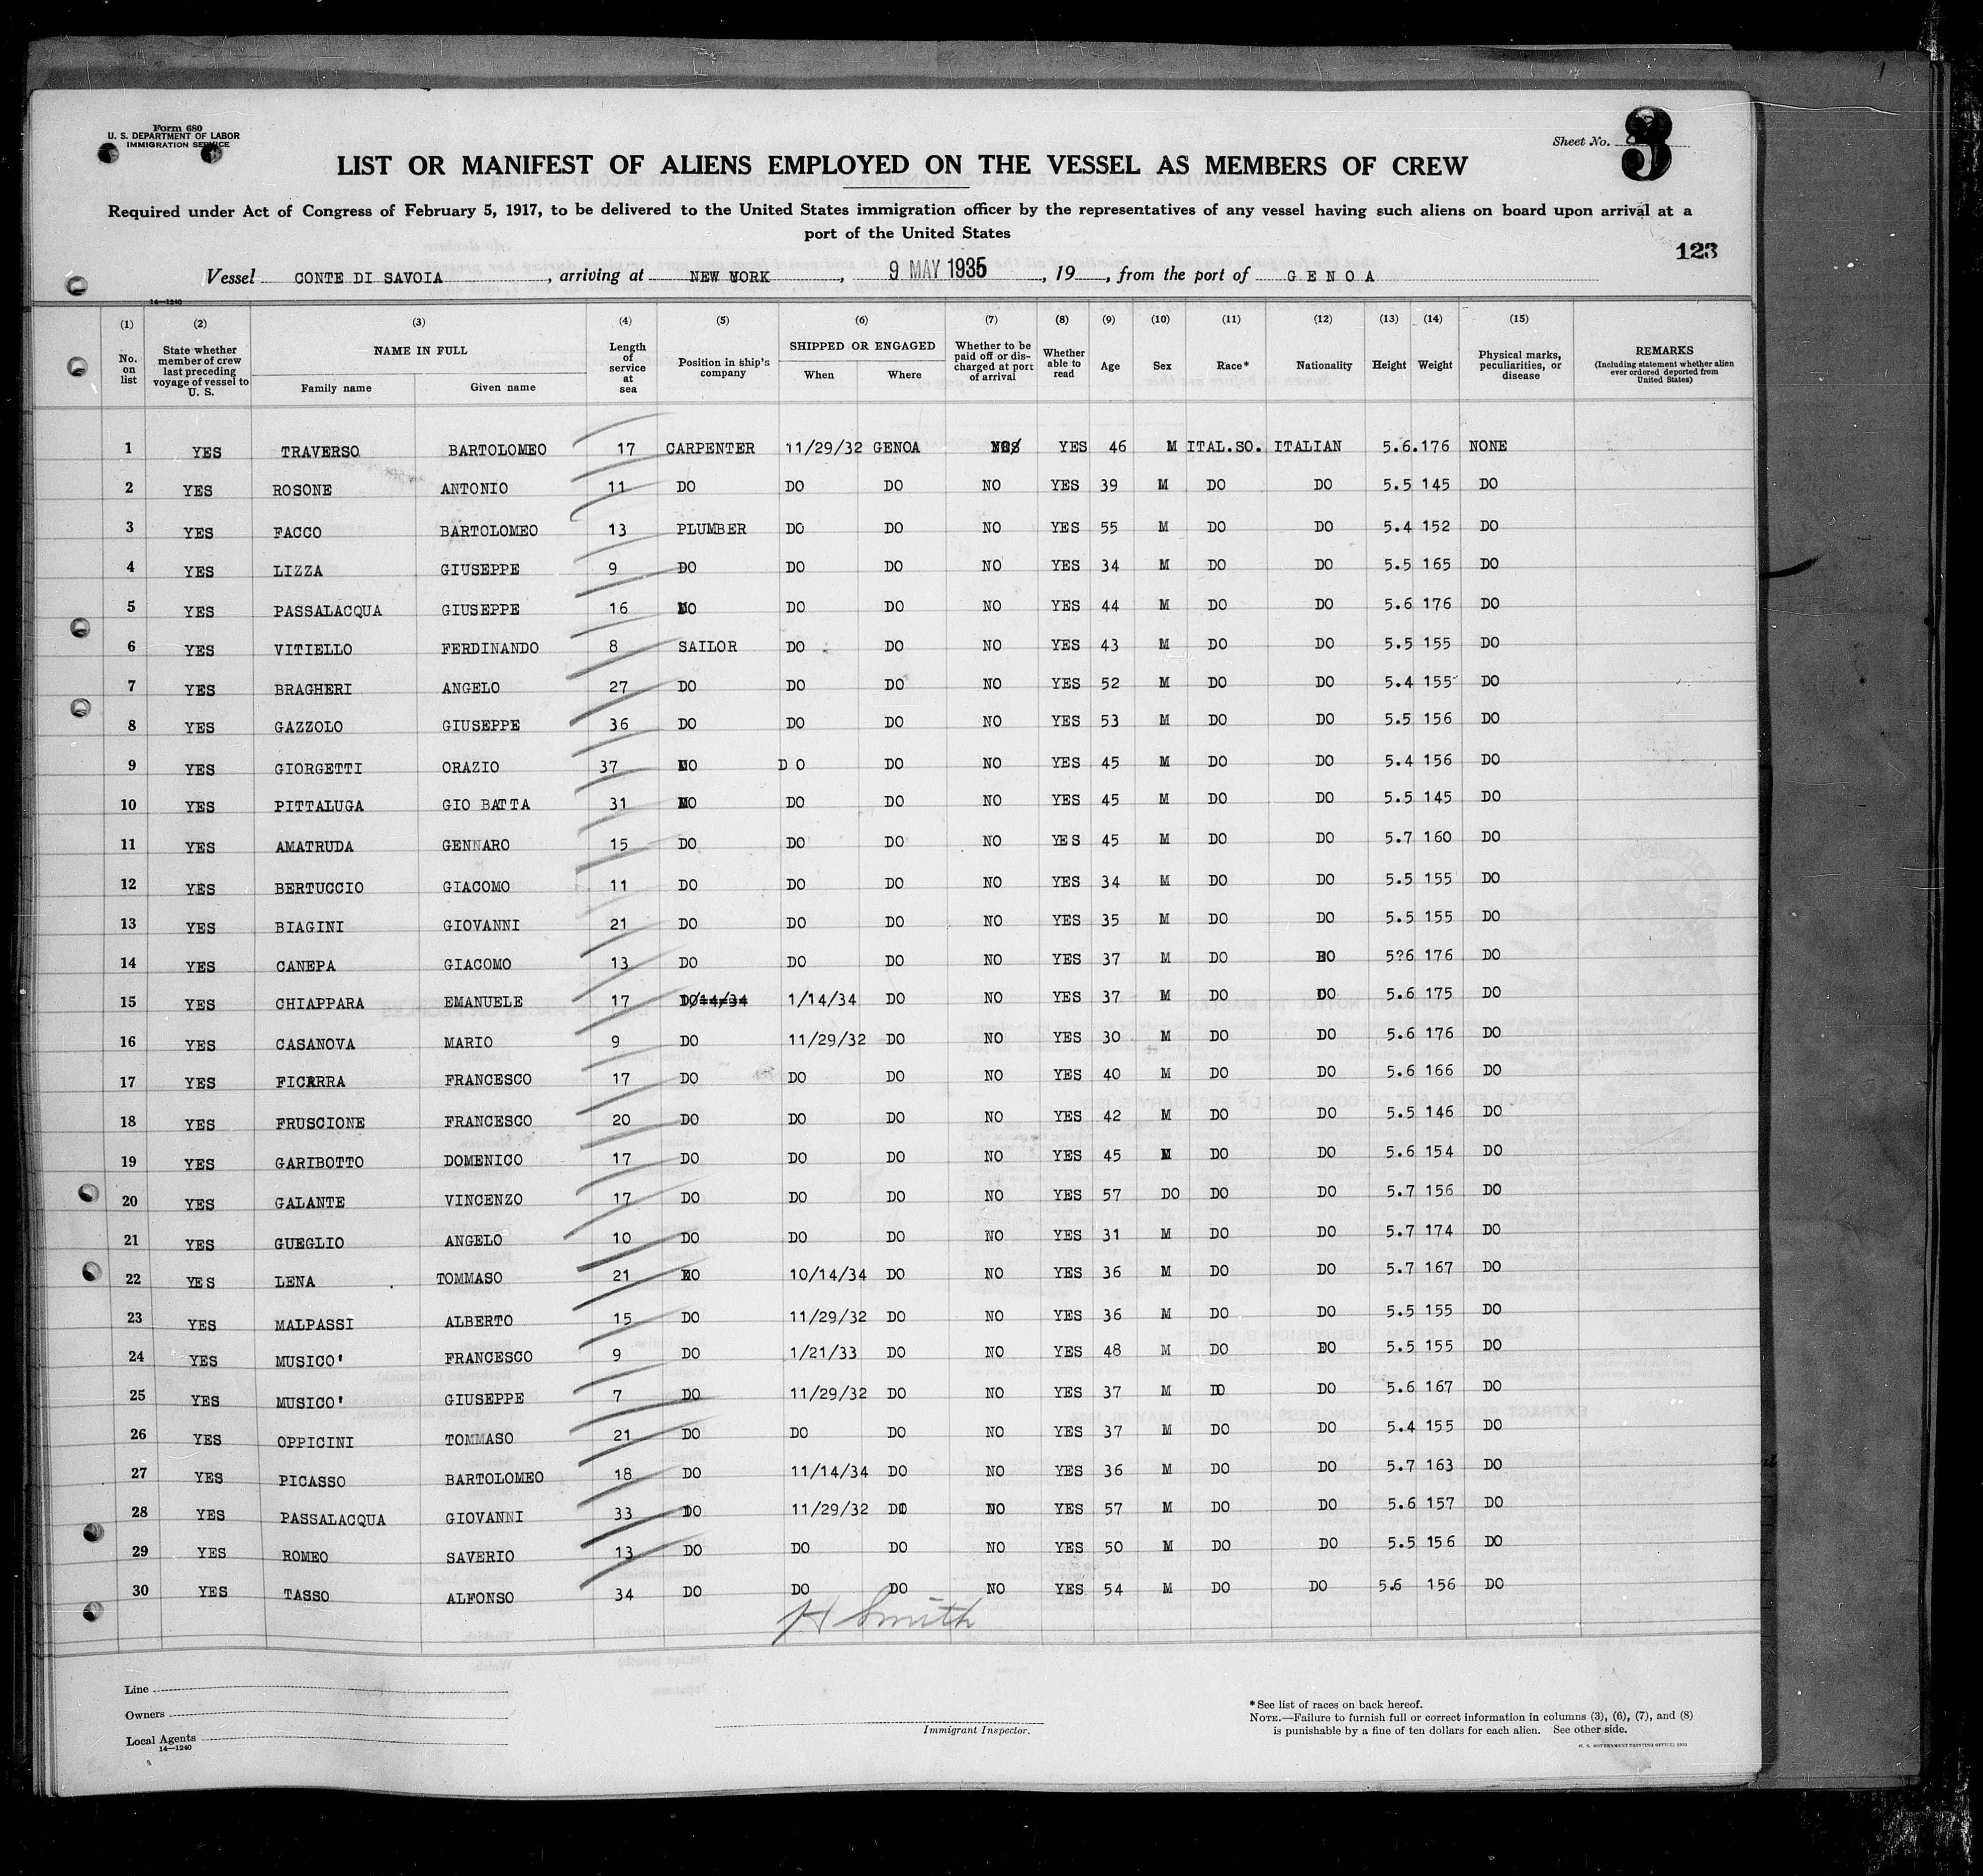 Form 680
U. S. DEPARTMENT OF LABOR
IMMIGRATION SERVICE
Sheet No. 3
LIST OR MANIFEST OF ALIENS EMPLOYED ON THE VESSEL AS MEMBERS OF CREW
Required under Act of Congress of February 5, 1917, to be delivered to the United States immigration officer by the representatives of any vessel having such aliens on board upon arrival at a
port of the United States
123
Vessel CONTE DI SAVOIA, arriving at NEW YORK, 9 MAY 1935, 19, from the port of GENOA
14—1240
(1) (2) (3) (4) (5) (6) (7) (8) (9) (10) (11) (12) (13) (14) (15)
No. on list State whether member of crew last preceding voyage of vessel to U. S. NAME IN FULL Family name Given name Length of service at sea Position in ship's company SHIPPED OR ENGAGED When Where Whether to be paid off or discharged at port of arrival Whether able to read Age Sex Race* Nationality Height Weight Physical marks, peculiarities, or disease REMARKS (Including statement whether alien ever ordered deported from United States)
1 YES TRAVERSO BARTOLOMEO 17 CARPENTER 11/29/32 GENOA YES 46 M ITAL.SO. ITALIAN 5.6. 176 NONE
2 YES ROSONE ANTONIO 11 DO DO DO NO YES 39 M DO DO 5.5 145 DO
3 YES FACCO BARTOLOMEO 13 PLUMBER DO DO NO YES 55 M DO DO 5.4 152 DO
4 YES LIZZA GIUSEPPE 9 DO DO DO NO YES 34 M DO DO 5.5 165 DO
5 YES PASSALACQUA GIUSEPPE 16 DO DO DO NO YES 44 M DO DO 5.6 176 DO
6 YES VITIELLO FERDINANDO 8 SAILOR DO DO NO YES 43 M DO DO 5.5 155 DO
7 YES BRAGHERI ANGELO 27 DO DO DO NO YES 52 M DO DO 5.4 155 DO
8 YES GAZZOLO GIUSEPPE 36 DO DO DO NO YES 53 M DO DO 5.5 156 DO
9 YES GIORGETTI ORAZIO 37 DO D O DO NO YES 45 M DO DO 5.4 156 DO
10 YES PITTALUGA GIO BATTA 31 DO DO DO NO YES 45 M DO DO 5.5 145 DO
11 YES AMATRUDA GENNARO 15 DO DO DO NO YES 45 M DO DO 5.7 160 DO
12 YES BERTUCCIO GIACOMO 11 DO DO DO NO YES 34 M DO DO 5.5 155 DO
13 YES BIAGINI GIOVANNI 21 DO DO DO NO YES 35 M DO DO 5.5 155 DO
14 YES CANEPA GIACOMO 13 DO DO DO NO YES 37 M DO DO 5?6 176 DO
15 YES CHIAPPARA EMANUELE 17 DO 1/14/34 DO NO YES 37 M DO DO 5.6 175 DO
16 YES CASANOVA MARIO 9 DO 11/29/32 DO NO YES 30 M DO DO 5.6 176 DO
17 YES FICARRA FRANCESCO 17 DO DO DO NO YES 40 M DO DO 5.6 166 DO
18 YES FRUSCIONE FRANCESCO 20 DO DO DO NO YES 42 M DO DO 5.5 146 DO
19 YES GARIBOTTO DOMENICO 17 DO DO DO NO YES 45 M DO DO 5.6 154 DO
20 YES GALANTE VINCENZO 17 DO DO DO NO YES 57 DO DO DO 5.7 156 DO
21 YES GUEGLIO ANGELO 10 DO DO DO NO YES 31 M DO DO 5.7 174 DO
22 YES LENA TOMMASO 21 DO 10/14/34 DO NO YES 36 M DO DO 5.7 167 DO
23 YES MALPASSI ALBERTO 15 DO 11/29/32 DO NO YES 36 M DO DO 5.5 155 DO
24 YES MUSICO' FRANCESCO 9 DO 1/21/33 DO NO YES 48 M DO DO 5.5 155 DO
25 YES MUSICO' GIUSEPPE 7 DO 11/29/32 DO NO YES 37 M DO DO 5.6 167 DO
26 YES OPPICINI TOMMASO 21 DO DO DO NO YES 37 M DO DO 5.4 155 DO
27 YES PICASSO BARTOLOMEO 18 DO 11/14/34 DO NO YES 36 M DO DO 5.7 163 DO
28 YES PASSALACQUA GIOVANNI 33 DO 11/29/32 DO NO YES 57 M DO DO 5.6 157 DO
29 YES ROMEO SAVERIO 13 DO DO DO NO YES 50 M DO DO 5.5 156 DO
30 YES TASSO ALFONSO 34 DO DO DO NO YES 54 M DO DO 5.6 156 DO
H Smith
Line
Owners
Local Agents
14—1240
Immigrant Inspector.
*See list of races on back hereof.
NOTE.—Failure to furnish full or correct information in columns (3), (6), (7), and (8)
is punishable by a fine of ten dollars for each alien. See other side.